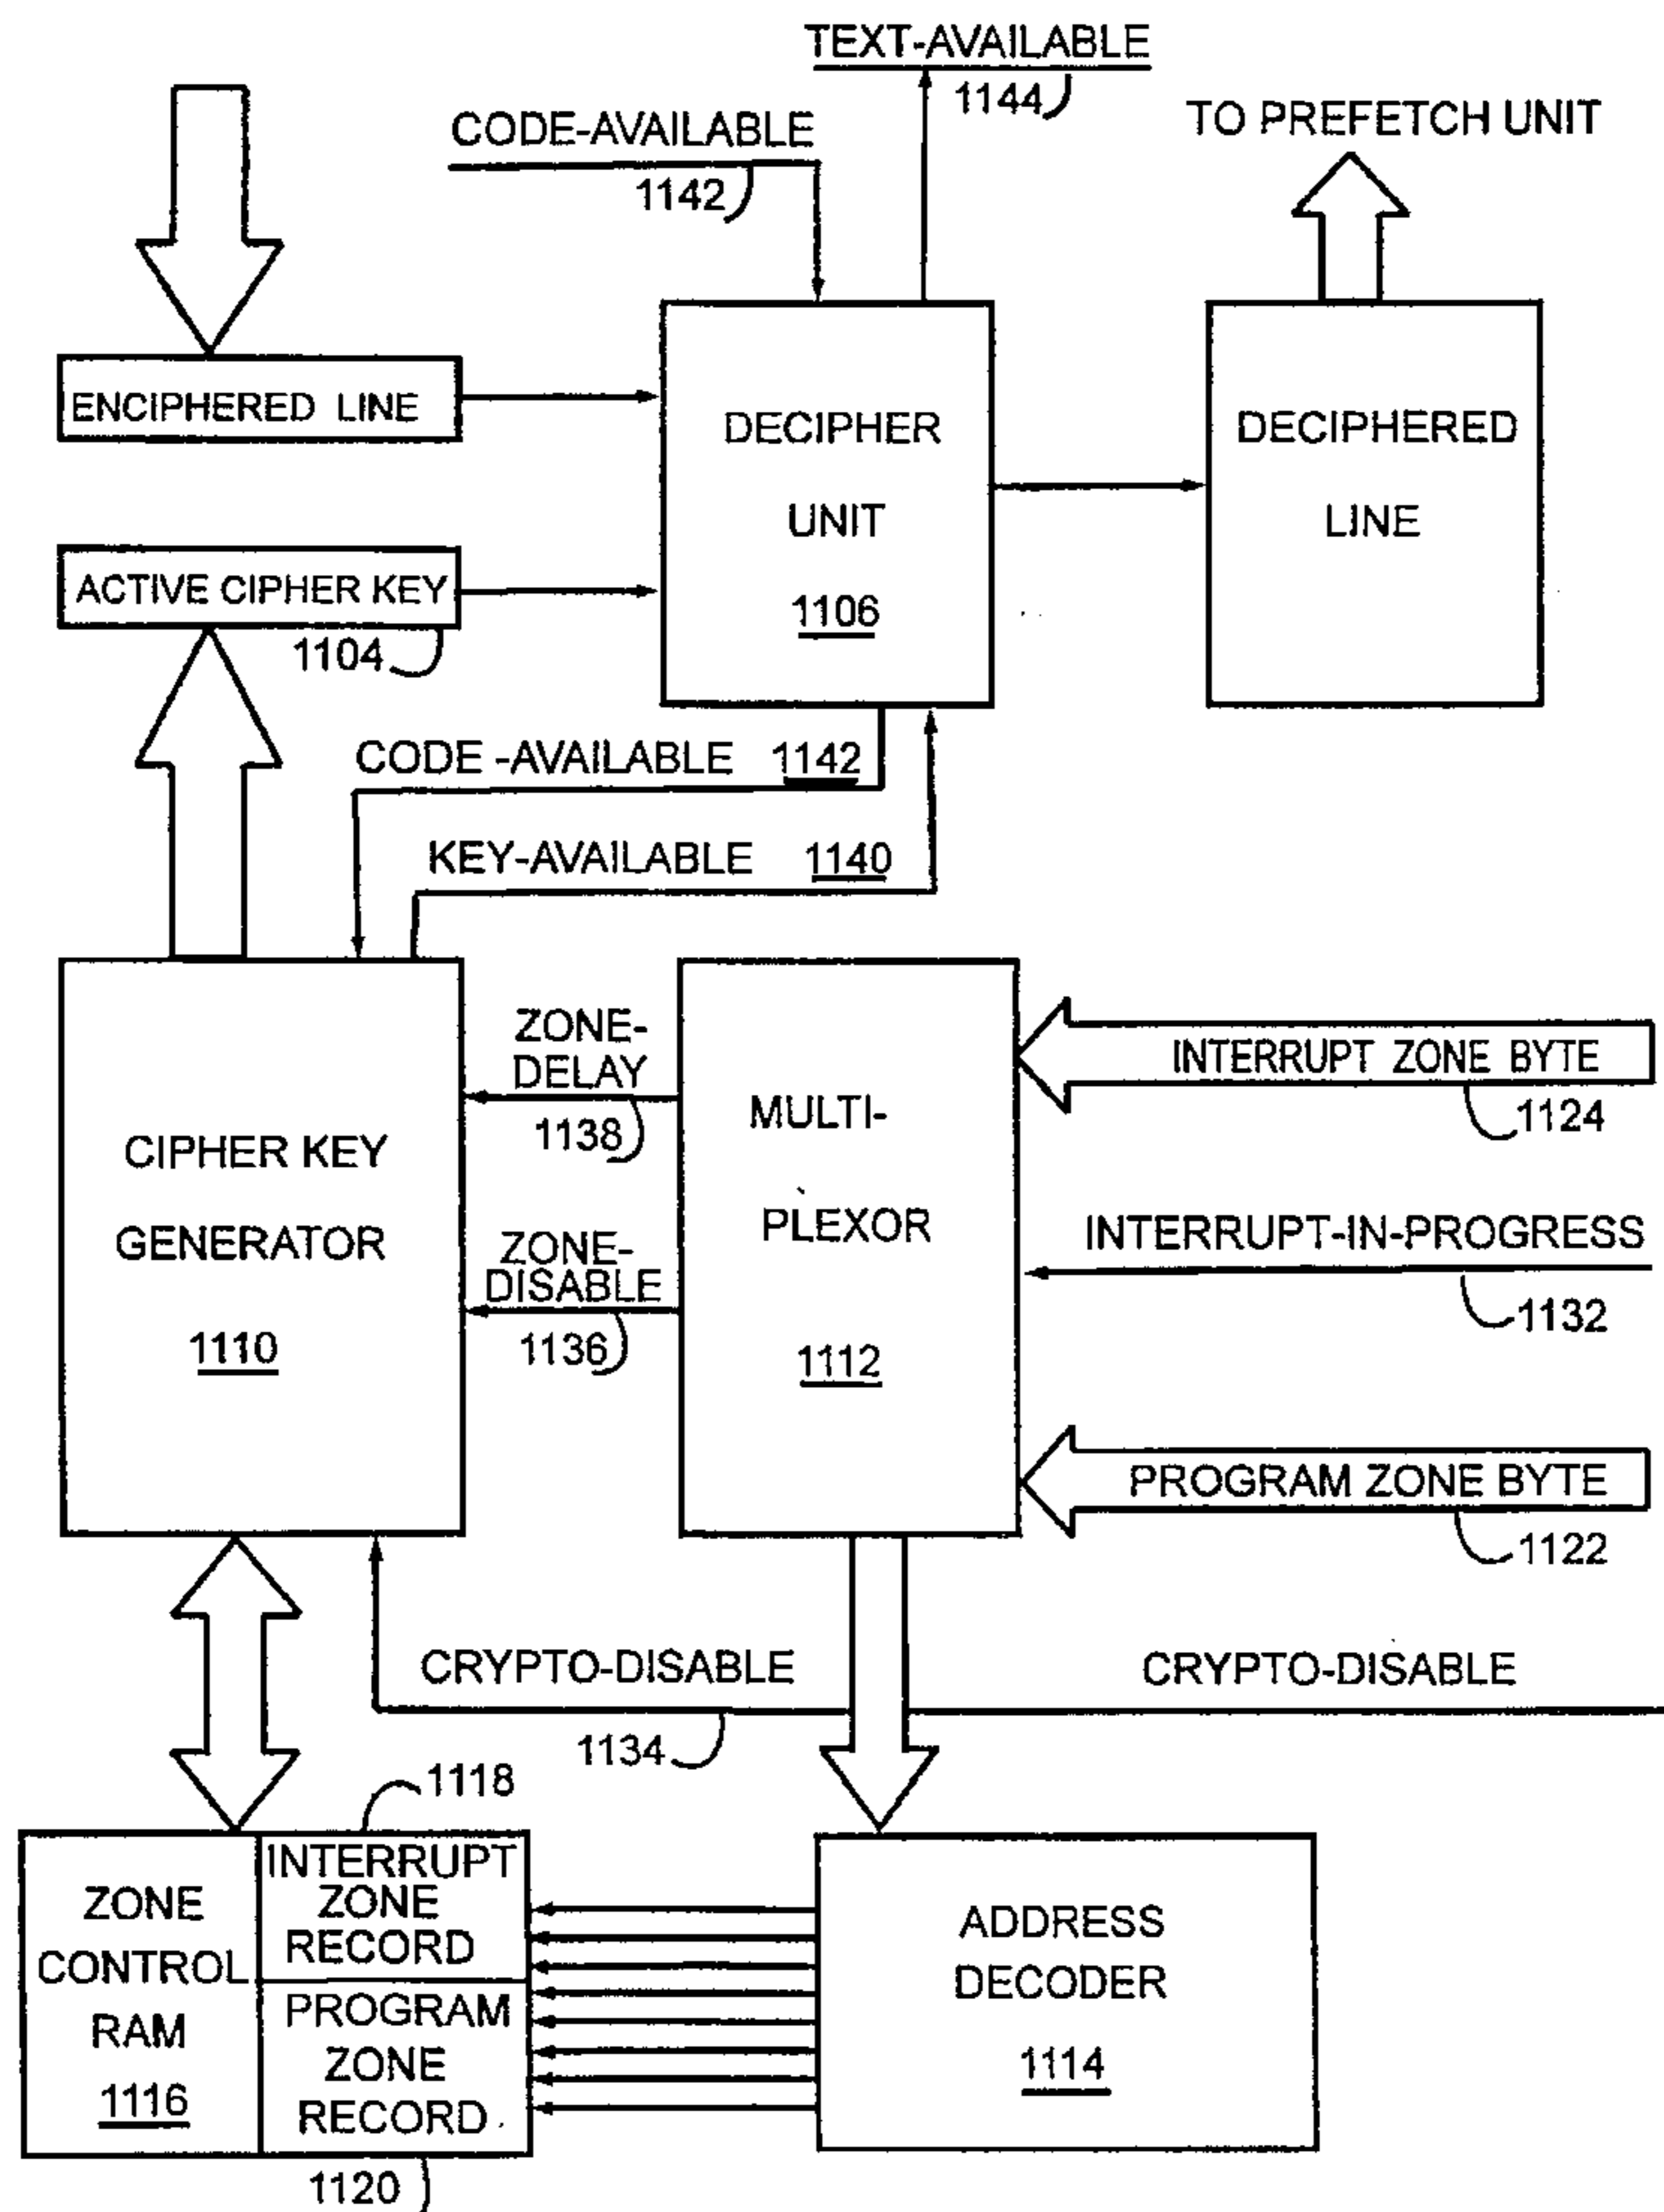 TEXT-AVAILABLE
1144
CODE-AVAILABLE
1142
TO PREFETCH UNIT
ENCIPHERED LINE
DECIPHER
UNIT
1106
DECIPHERED
LINE
ACTIVE CIPHER KEY
1104
CODE -AVAILABLE 1142
KEY-AVAILABLE 1140
CIPHER KEY
GENERATOR
1110
ZONE-
DELAY
1138
ZONE-
DISABLE
1136
MULTI-
PLEXOR
1112
INTERRUPT ZONE BYTE
1124
INTERRUPT-IN-PROGRESS
1132
PROGRAM ZONE BYTE
1122
CRYPTO-DISABLE
1134
CRYPTO-DISABLE
1118
ZONE
CONTROL
RAM
1116
INTERRUPT
ZONE
RECORD
PROGRAM
ZONE
RECORD
1120
ADDRESS
DECODER
1114